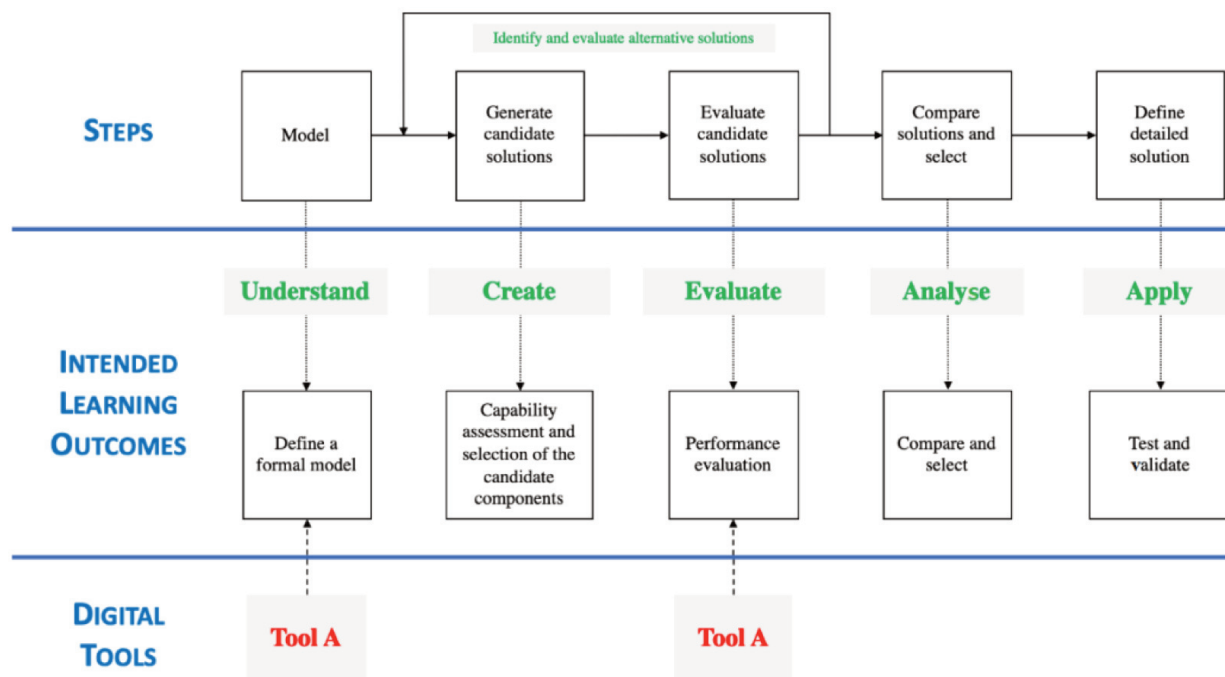 Identify and evaluate alternative solutions
STEPS
Model
Generate
candidate
solutions
Evaluate
candidate
solutions
Compare
solutions and
select
Define
detailed
solution
Understand
Create
Evaluate
Analyse
Apply
INTENDED
LEARNING
OUTCOMES
Define a
formal model
Capability
assessment and
selection of the
candidate
components
Performance
evaluation
Compare and
select
Test and
validate
DIGITAL
TOOLS
Tool A
Tool A